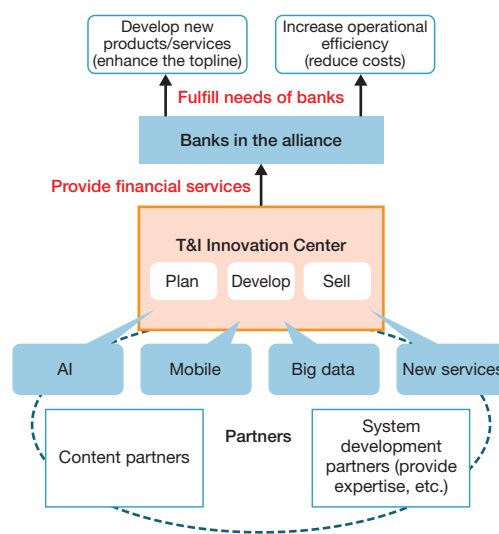 Develop new
products/services
(enhance the topline)
Increase operational
efficiency
(reduce costs)
Fulfill needs of banks
Banks in the alliance
Provide financial services
T&I Innovation Center
Plan
Develop
Sell
AI
Mobile
Big data
New services
Content partners
Partners
System
development
partners (provide
expertise, etc.)